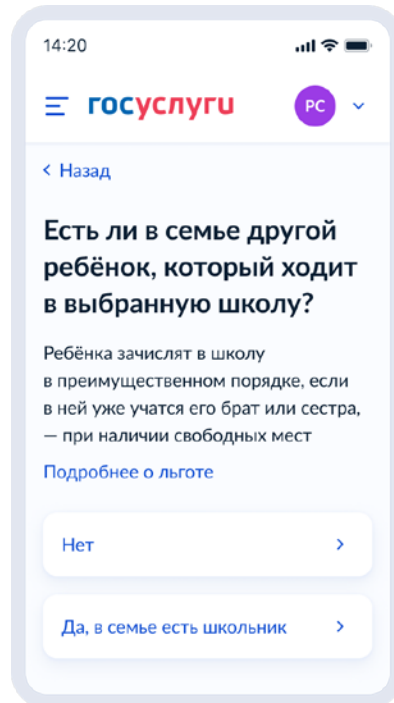 14:20
госуслуги
РС
Назад
Есть ли в семье другой
ребёнок, который ходит
в выбранную школу?
Ребёнка зачислят в школу
в преимущественном порядке, если
в ней уже учатся его брат или сестра,
— при наличии свободных мест
Подробнее о льготе
Нет
Да, в семье есть школьник